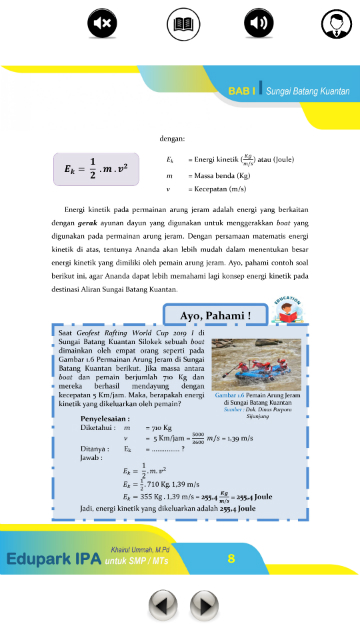 BAB I Sungai Batang Kuantan
dengan:
E_k = 1/2 . m . v²
E_k = Energi kinetik (Kg/m/s) atau (Joule)
m = Massa benda (Kg)
v = Kecepatan (m/s)
Energi kinetik pada permainan arung jeram adalah energi yang berkaitan
dengan gerak ayunan dayun yang digunakan untuk menggerakkan boat yang
digunakan pada permainan arung jeram. Dengan persamaan matematis energi
kinetik di atas, tentunya Ananda akan lebih mudah dalam menentukan besar
energi kinetik yang dimiliki oleh pemain arung jeram. Ayo, pahami contoh soal
berikut ini, agar Ananda dapat lebih memahami lagi konsep energi kinetik pada
destinasi Aliran Sungai Batang Kuantan.
EDUCATION
Ayo, Pahami !
Saat Geofest Rafting World Cup 2019 I di
Sungai Batang Kuantan Silokek sebuah boat
dimainkan oleh empat orang seperti pada
Gambar 1.6 Permainan Arung Jeram di Sungai
Batang Kuantan berikut. Jika massa antara
boat dan pemain berjumlah 710 Kg dan
mereka berhasil mendayung dengan
kecepatan 5 Km/jam. Maka, berapakah energi
kinetik yang dikeluarkan oleh pemain?
Gambar 1.6 Pemain Arung Jeram
di Sungai Batang Kuantan
Sumber : Dok. Dinas Parpora
Sijunjung
Penyelesaian :
Diketahui : m = 710 Kg
v = 5 Km/jam = 5000/3600 m/s = 1,39 m/s
Ditanya : E_k = .............. ?
Jawab :
E_k = 1/2 . m. v²
E_k = 1/2 . 710 Kg. 1,39 m/s
E_k = 355 Kg . 1,39 m/s = 255,4 Kg/m/s = 255,4 Joule
Jadi, energi kinetik yang dikeluarkan adalah 255,4 Joule
Khairul Ummah, M.Pd
Edupark IPA untuk SMP / MTs
8